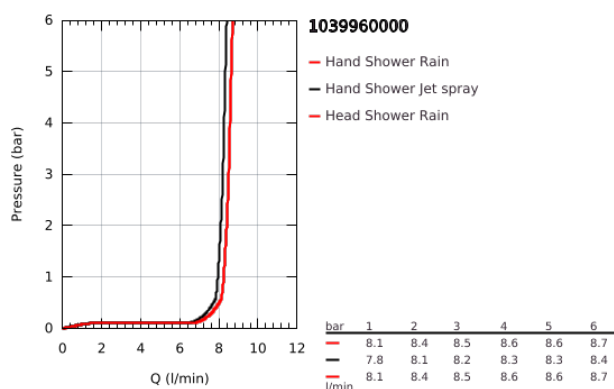 1039960000
Hand Shower Rain
Hand Shower Jet spray
Head Shower Rain
Pressure (bar)
6
5
4
3
2
1
0
0 2 4 6 8 10 12
Q (l/min)
bar 1 2 3 4 5 6
8.1 8.4 8.5 8.6 8.6 8.7
7.8 8.1 8.2 8.3 8.3 8.4
8.1 8.4 8.5 8.6 8.6 8.7
l/min